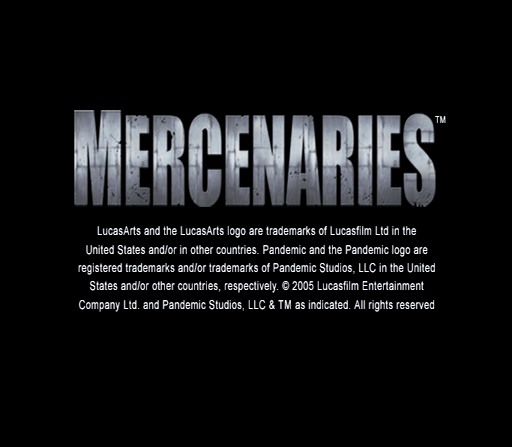 MERCENARIES™
LucasArts and the LucasArts logo are trademarks of Lucasfilm Ltd in the
United States and/or in other countries. Pandemic and the Pandemic logo are
registered trademarks and/or trademarks of Pandemic Studios, LLC in the United
States and/or other countries, respectively. © 2005 Lucasfilm Entertainment
Company Ltd. and Pandemic Studios, LLC & TM as indicated. All rights reserved